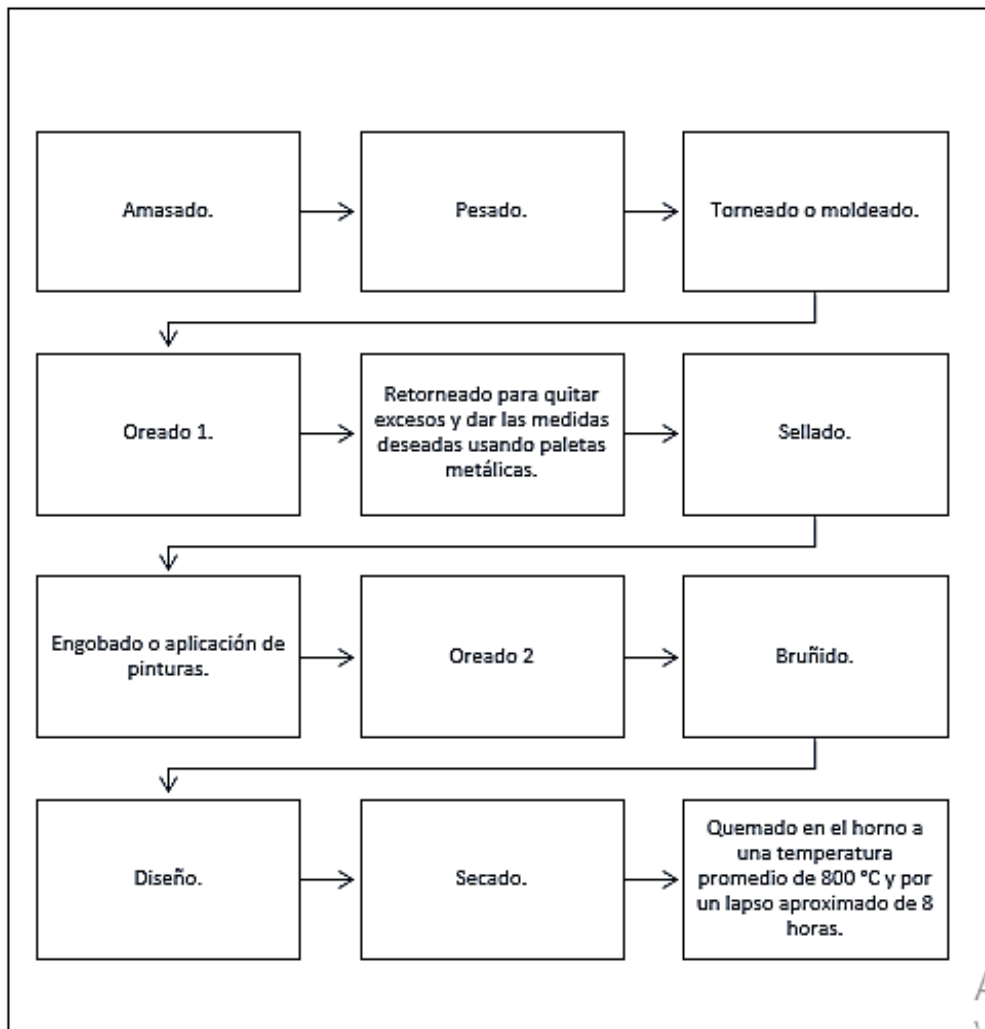 Amasado.
Pesado.
Torneado o moldeado.
Oreado 1.
Retorneado para quitar
excesos y dar las medidas
deseadas usando paletas
metálicas.
Sellado.
Engobado o aplicación de
pinturas.
Oreado 2
Bruñido.
Diseño.
Secado.
Quemado en el horno a
una temperatura
promedio de 800 °C y por
un lapso aproximado de 8
horas.